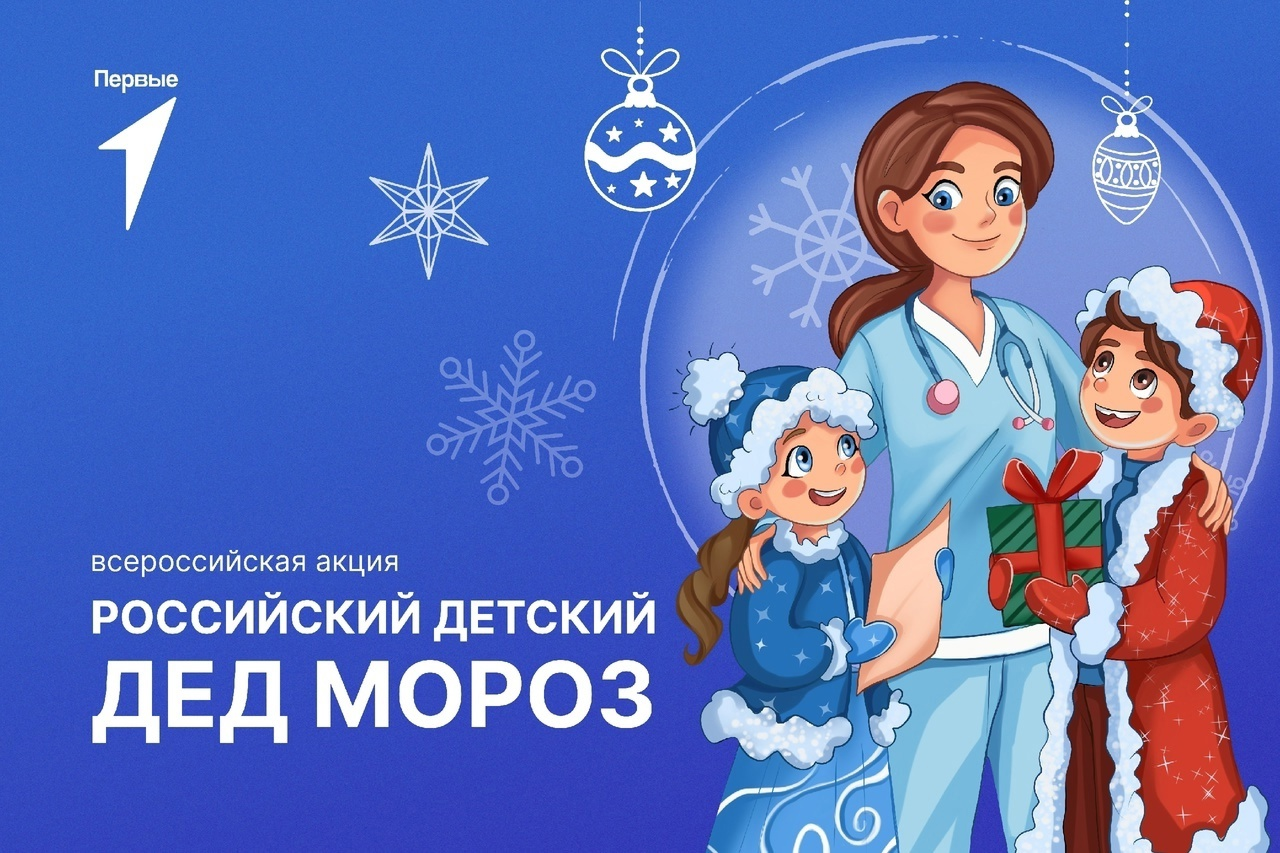 Первые
всероссийская акция
РОССИЙСКИЙ ДЕТСКИЙ
ДЕД МОРОЗ